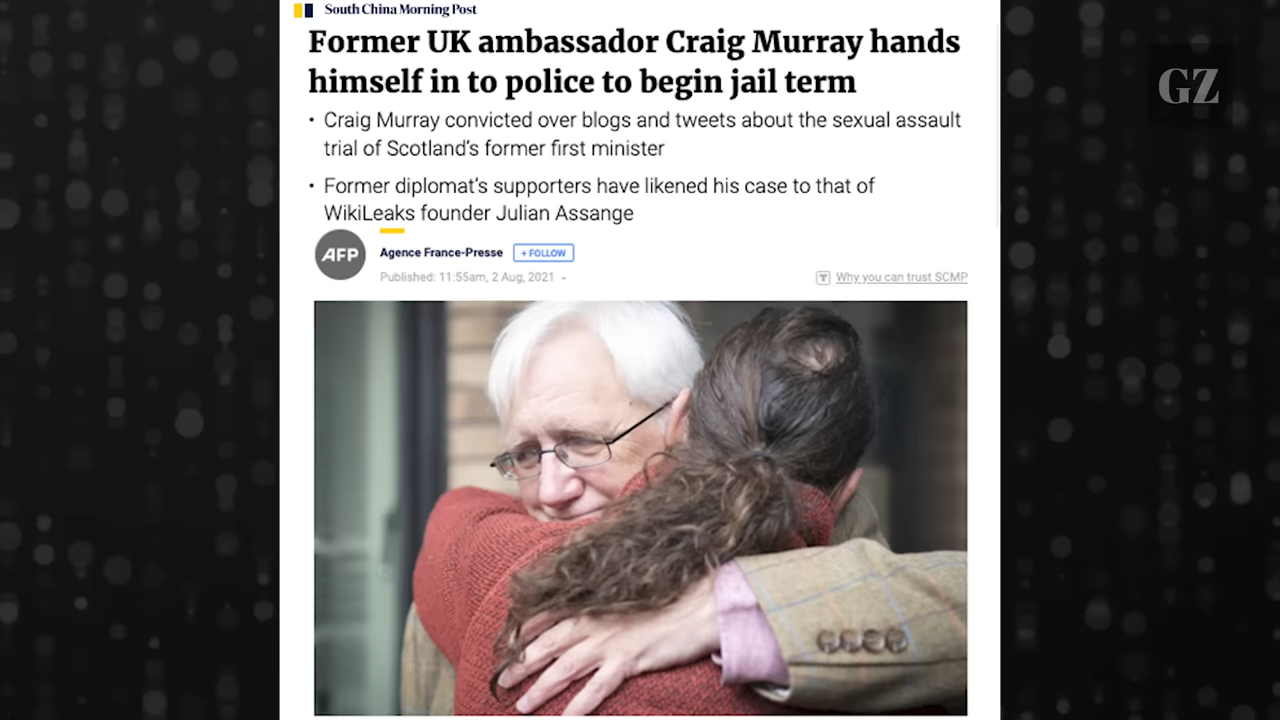 South China Morning Post
Former UK ambassador Craig Murray hands
himself in to police to begin jail term
GZ
• Craig Murray convicted over blogs and tweets about the sexual assault
trial of Scotland's former first minister
• Former diplomat's supporters have likened his case to that of
WikiLeaks founder Julian Assange
AFP
Agence France-Presse
+ FOLLOW
Published: 11:55am, 2 Aug, 2021
Why you can trust SCMP